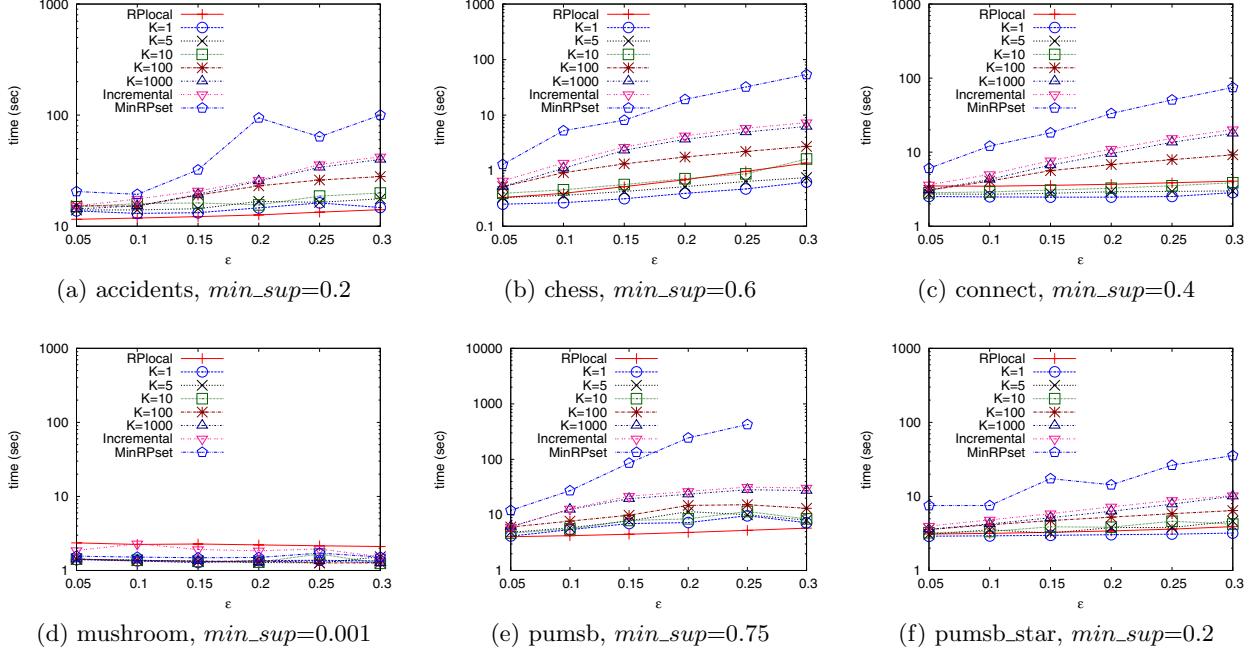 1000
100
10
time (sec)
RPlocal
K=1
K=5
K=10
K=100
K=1000
Incremental
MinRPset
0.05 0.1 0.15 0.2 0.25 0.3
ε
(a) accidents, min_sup=0.2
1000
100
10
1
0.1
time (sec)
RPlocal
K=1
K=5
K=10
K=100
K=1000
Incremental
MinRPset
0.05 0.1 0.15 0.2 0.25 0.3
ε
(b) chess, min_sup=0.6
1000
100
10
1
time (sec)
RPlocal
K=1
K=5
K=10
K=100
K=1000
Incremental
MinRPset
0.05 0.1 0.15 0.2 0.25 0.3
ε
(c) connect, min_sup=0.4
1000
100
10
1
time (sec)
RPlocal
K=1
K=5
K=10
K=100
K=1000
Incremental
MinRPset
0.05 0.1 0.15 0.2 0.25 0.3
ε
(d) mushroom, min_sup=0.001
10000
1000
100
10
1
time (sec)
RPlocal
K=1
K=5
K=10
K=100
K=1000
Incremental
MinRPset
0.05 0.1 0.15 0.2 0.25 0.3
ε
(e) pumsb, min_sup=0.75
1000
100
10
1
time (sec)
RPlocal
K=1
K=5
K=10
K=100
K=1000
Incremental
MinRPset
0.05 0.1 0.15 0.2 0.25 0.3
ε
(f) pumsb_star, min_sup=0.2